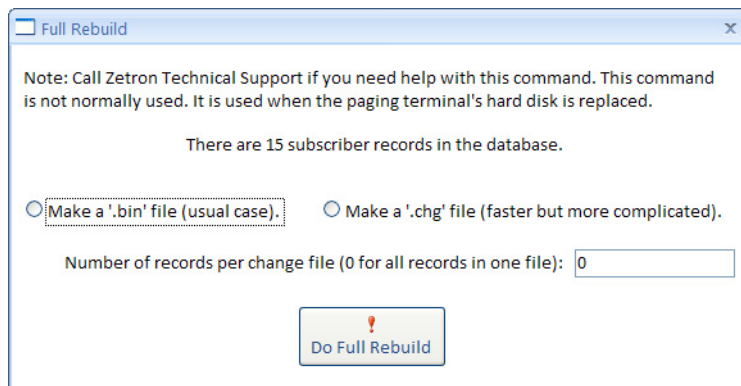 Full Rebuild
x
Note: Call Zetron Technical Support if you need help with this command. This command
is not normally used. It is used when the paging terminal's hard disk is replaced.
There are 15 subscriber records in the database.
Make a '.bin' file (usual case).
Make a '.chg' file (faster but more complicated).
Number of records per change file (0 for all records in one file):
0
!
Do Full Rebuild